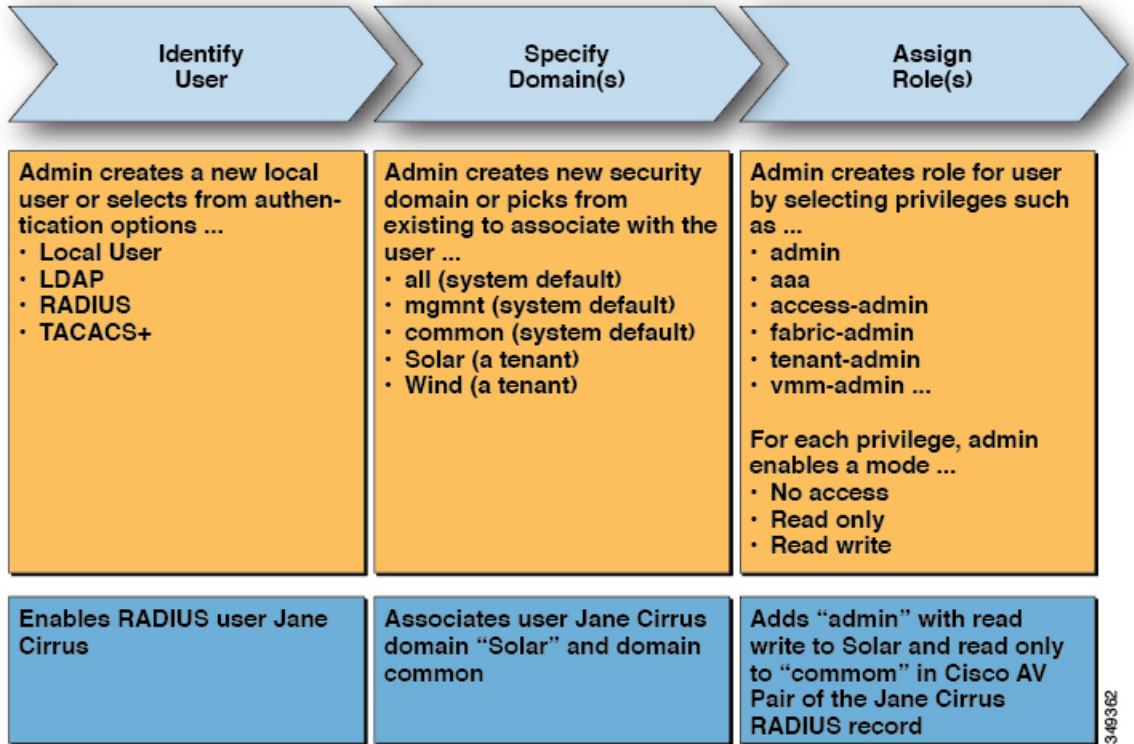 Identify
User
Specify
Domain(s)
Assign
Role(s)
Admin creates a new local
user or selects from authen-
tication options ...
• Local User
• LDAP
• RADIUS
• TACACS+
Admin creates new security
domain or picks from
existing to associate with the
user ...
• all (system default)
• mgmnt (system default)
• common (system default)
• Solar (a tenant)
• Wind (a tenant)
Admin creates role for user
by selecting privileges such
as ...
• admin
• aaa
• access-admin
• fabric-admin
• tenant-admin
• vmm-admin ...
For each privilege, admin
enables a mode ...
• No access
• Read only
• Read write
Enables RADIUS user Jane
Cirrus
Associates user Jane Cirrus
domain “Solar” and domain
common
Adds “admin” with read
write to Solar and read only
to “commom” in Cisco AV
Pair of the Jane Cirrus
RADIUS record
349362